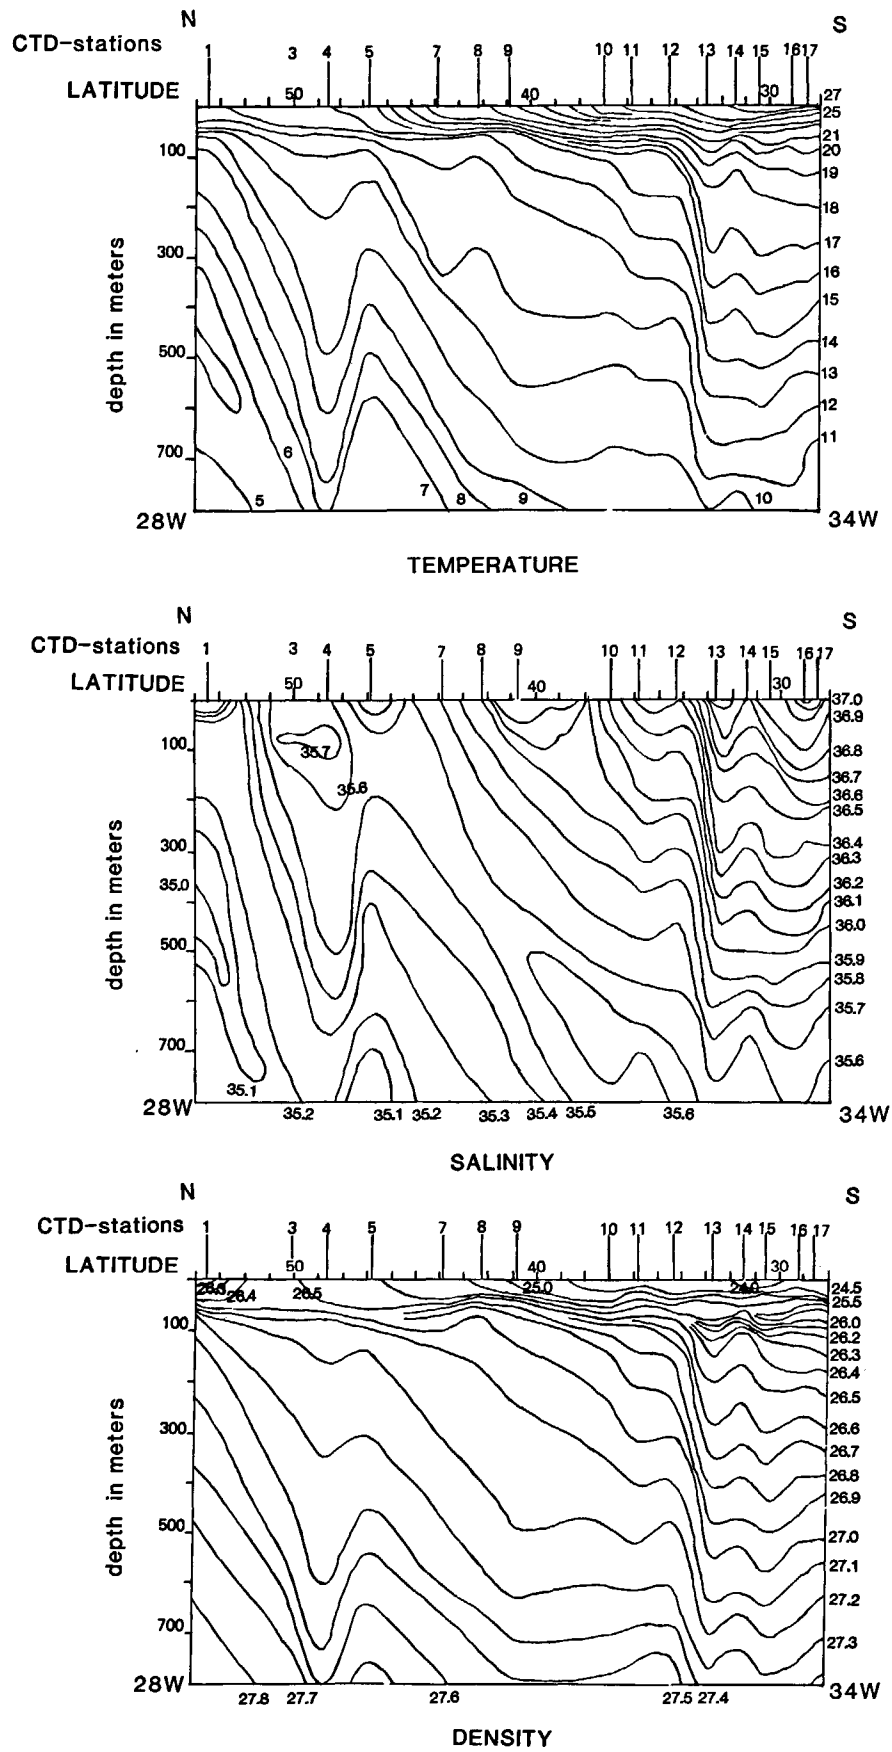 N
S
CTD-stations 1 3 4 5 7 8 9 10 11 12 13 14 15 16 17
LATITUDE 50 40 30 27
25
21
100 20
19
18
depth in meters
300 17
16
15
500 14
13
12
11
700 6
5 7 8 9 10
28W 34W
TEMPERATURE
N
S
CTD-stations 1 3 4 5 7 8 9 10 11 12 13 14 15 16 17
LATITUDE 50 40 30
37.0
36.9
100 35.7 36.8
35.6 36.7
36.6
36.5
depth in meters
300 36.4
36.3
35.0 36.2
36.1
36.0
500 35.9
35.8
35.7
700 35.6
35.1
28W 34W
35.2 35.1 35.2 35.3 35.4 35.5 35.6
SALINITY
N
S
CTD-stations 1 3 4 5 7 8 9 10 11 12 13 14 15 16 17
LATITUDE 50 40 30
26.3 26.4 26.5 25.0 24.0 24.5
25.5
100 26.0
26.2
26.3
26.4
26.5
depth in meters
300 26.6
26.7
26.8
26.9
500 27.0
27.1
27.2
700 27.3
28W 34W
27.8 27.7 27.6 27.5 27.4
DENSITY